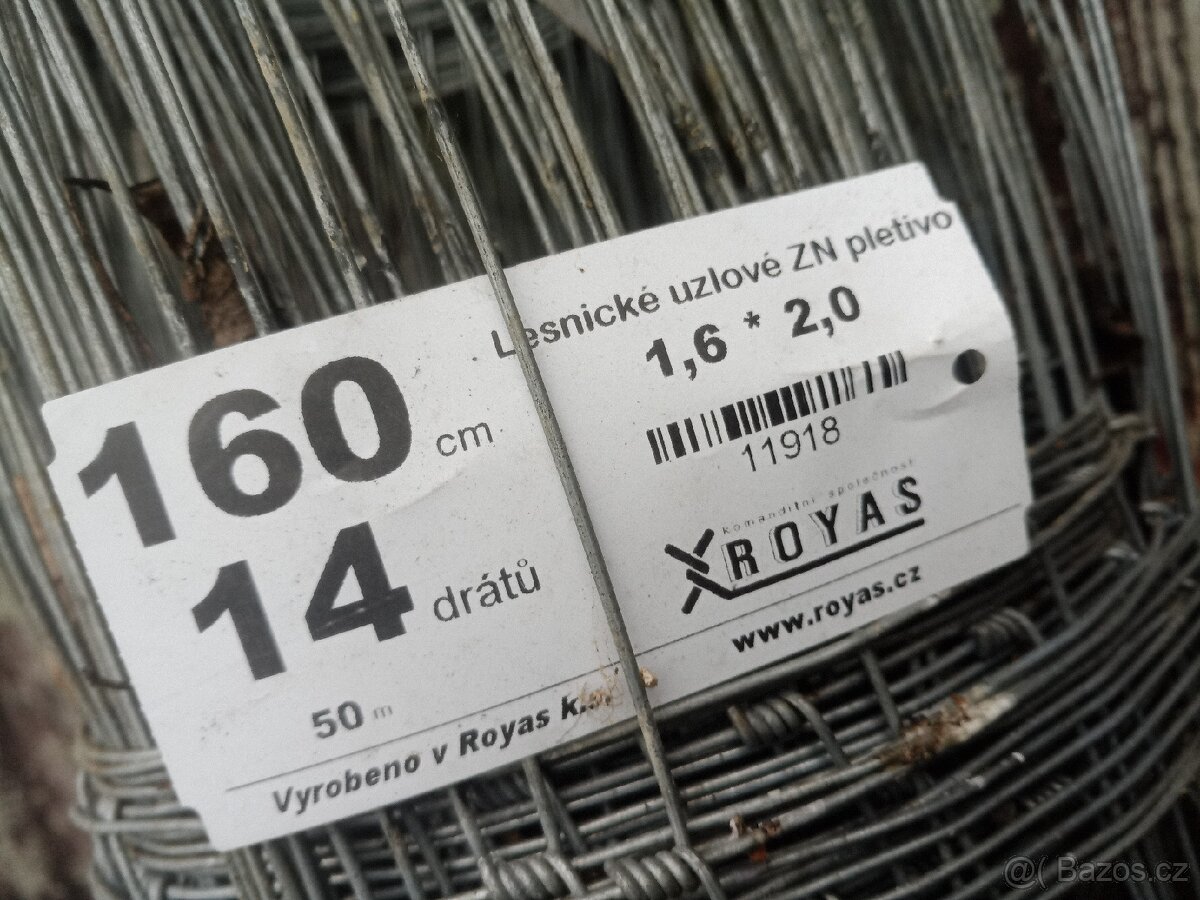 Lesnické uzlové ZN pletivo
1,6 * 2,0
160 cm
11918
14 drátů
komanditní společnost
ROYAS
www.royas.cz
50 m
Vyrobeno v Royas
@( Bazos.cz